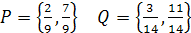 P = {2/9, 7/9}   Q = {3/14, 11/14}